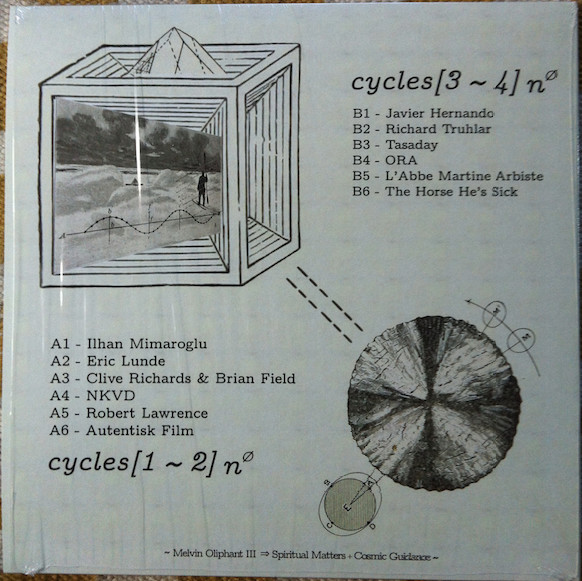 cycles[3 ~ 4] n^ø
B1 - Javier Hernando
B2 - Richard Truhlar
B3 - Tasaday
B4 - ORA
B5 - L'Abbe Martine Arbiste
B6 - The Horse He's Sick
A1 - Ilhan Mimaroglu
A2 - Eric Lunde
A3 - Clive Richards & Brian Field
A4 - NKVD
A5 - Robert Lawrence
A6 - Autentisk Film
cycles[1 ~ 2] n^ø
~ Melvin Oliphant III ⇒ Spiritual Matters + Cosmic Guidance ~